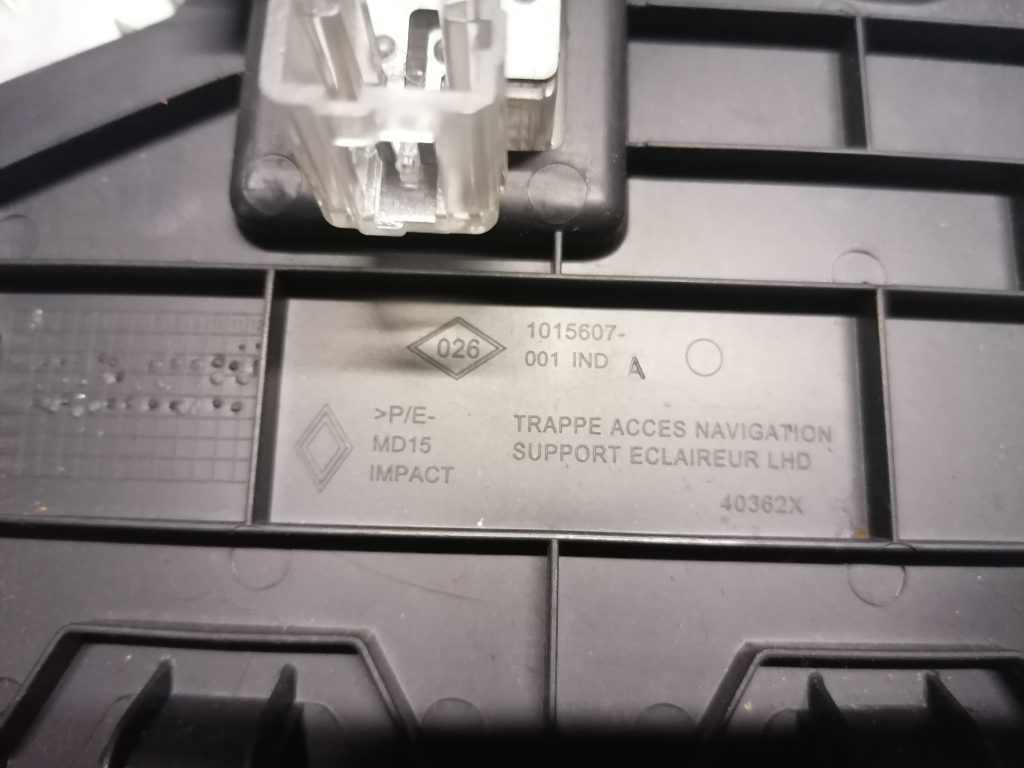 026
1015607-
001 IND A
>P/E-
MD15
IMPACT
TRAPPE ACCES NAVIGATION
SUPPORT ECLAIREUR LHD
40362X